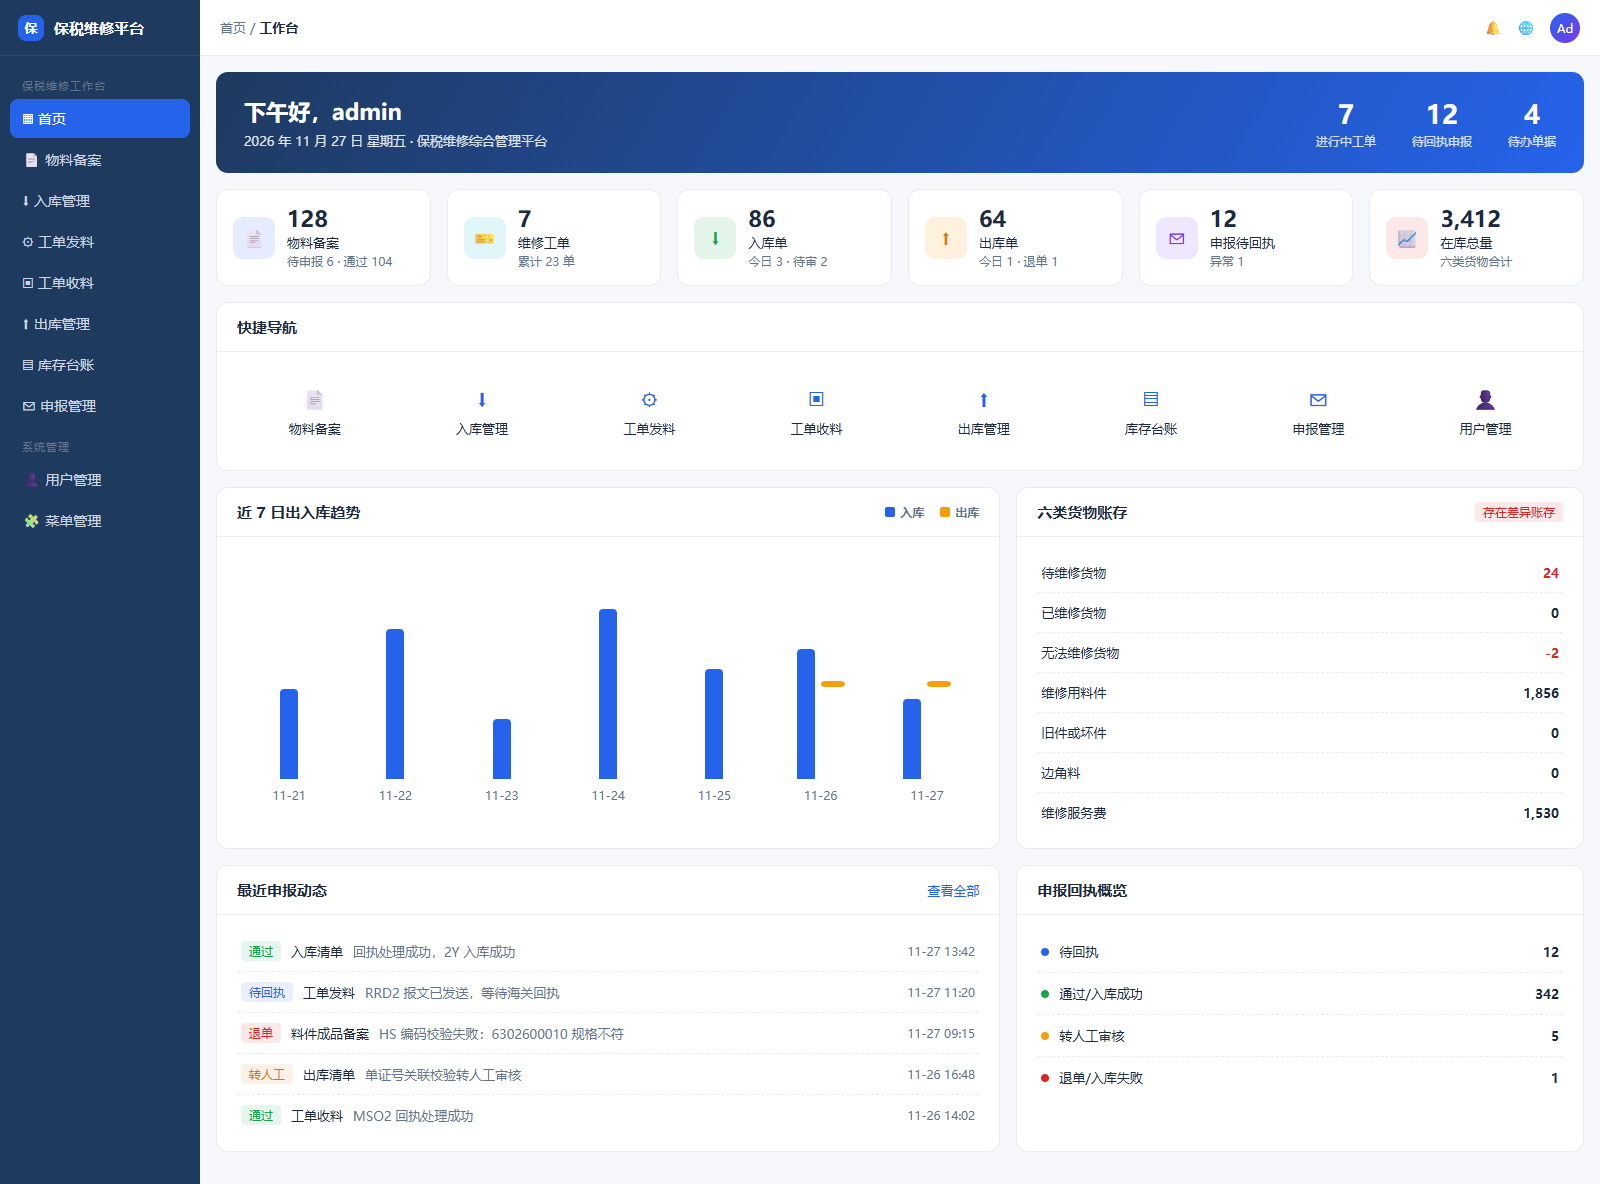 保 保税维修平台
保税维修工作台
首页
物料备案
入库管理
工单发料
工单收料
出库管理
库存台账
申报管理
系统管理
用户管理
菜单管理
首页 / 工作台
Ad
下午好，admin
2026 年 11 月 27 日 星期五 · 保税维修综合管理平台
7
进行中工单
12
待回执申报
4
待办单据
128
物料备案
待申报 6 · 通过 104
7
维修工单
累计 23 单
86
入库单
今日 3 · 待审 2
64
出库单
今日 1 · 退单 1
12
申报待回执
异常 1
3,412
在库总量
六类货物合计
快捷导航
物料备案
入库管理
工单发料
工单收料
出库管理
库存台账
申报管理
用户管理
近 7 日出入库趋势
入库 出库
11-21 11-22 11-23 11-24 11-25 11-26 11-27
六类货物账存 存在差异账存
待维修货物 24
已维修货物 0
无法维修货物 -2
维修用料件 1,856
旧件或坏件 0
边角料 0
维修服务费 1,530
最近申报动态 查看全部
通过 入库清单 回执处理成功，2Y 入库成功 11-27 13:42
待回执 工单发料 RRD2 报文已发送，等待海关回执 11-27 11:20
退单 料件成品备案 HS 编码校验失败：6302600010 规格不符 11-27 09:15
转人工 出库清单 单证号关联校验转人工审核 11-26 16:48
通过 工单收料 MSO2 回执处理成功 11-26 14:02
申报回执概览
待回执 12
通过/入库成功 342
转人工审核 5
退单/入库失败 1